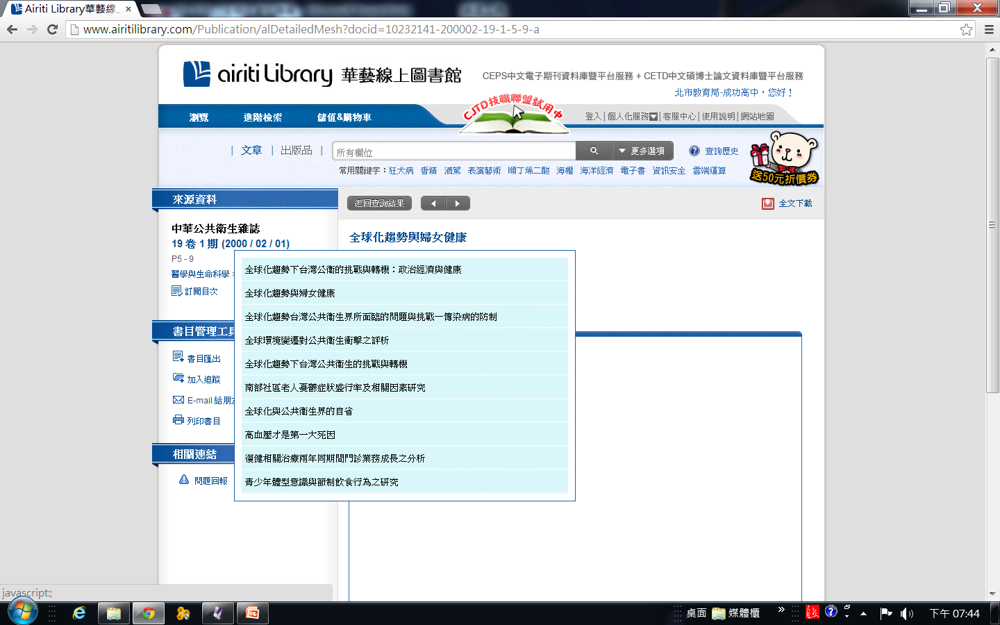 Airiti Library華藝線
www.airitilibrary.com/Publication/alDetailedMesh?docid=10232141-200002-19-1-5-9-a
airiti Library 華藝線上圖書館
CEPS中文電子期刊資料庫暨平台服務 + CETD中文碩博士論文資料庫暨平台服務
北市教育局-成功高中，您好！
瀏覽 進階檢索 儲值&購物車
CJTD技職聯盟試用中
登入 | 個人化服務 | 客服中心 | 使用說明 | 網站地圖
| 文章 | 出版品 |
所有欄位
更多選項
查詢歷史
常用關鍵字：狂犬病 香精 酒駕 表演藝術 順丁烯二酸 海權 海洋經濟 電子書 資訊安全 雲端運算
送50元折價券
來源資料
返回查詢結果
全文下載
中華公共衛生雜誌
19 卷 1 期 (2000 / 02 / 01)
P5 - 9
醫學與生命科學
訂閱目次
全球化趨勢與婦女健康
全球化趨勢下台灣公衛的挑戰與轉機：政治經濟與健康
全球化趨勢與婦女健康
全球化趨勢台灣公共衛生界所面臨的問題與挑戰一傳染病的防制
全球環境變遷對公共衛生衝擊之評析
全球化趨勢下台灣公共衛生的挑戰與轉機
南部社區老人憂鬱症狀盛行率及相關因素研究
全球化與公共衛生界的自省
高血壓才是第一大死因
復健相關治療兩年同期間門診業務成長之分析
青少年體型意識與節制飲食行為之研究
書目管理工具
書目匯出
加入追蹤
E-mail 給朋友
列印書目
相關連結
問題回報
javascript:;
桌面 媒體櫃 »
下午 07:44